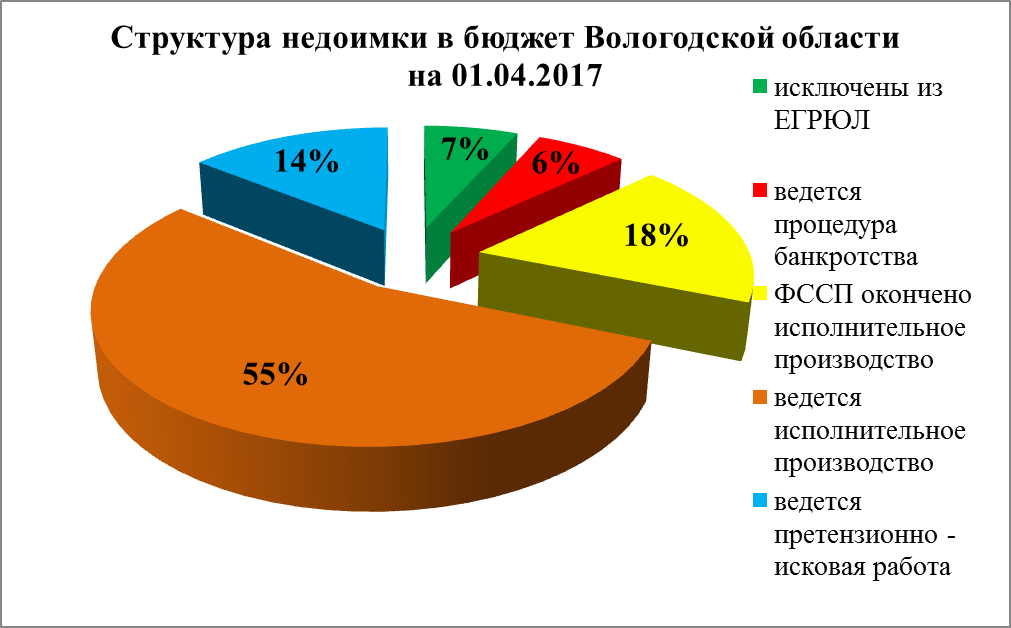 Структура недоимки в бюджет Вологодской области
на 01.04.2017
7%
6%
18%
55%
14%
исключены из
ЕГРЮЛ
ведется
процедура
банкротства
ФССП окончено
исполнительное
производство
ведется
исполнительное
производство
ведется
претензионно -
исковая работа